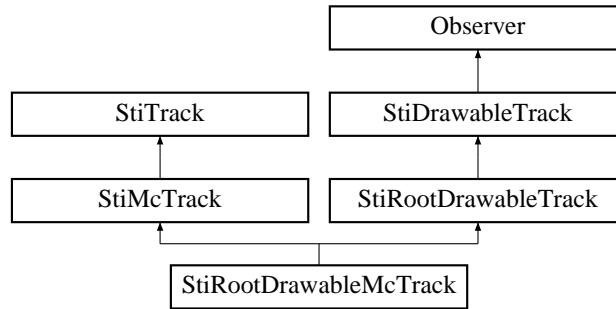 Observer
StiTrack
StiDrawableTrack
StiMcTrack
StiRootDrawableTrack
StiRootDrawableMcTrack